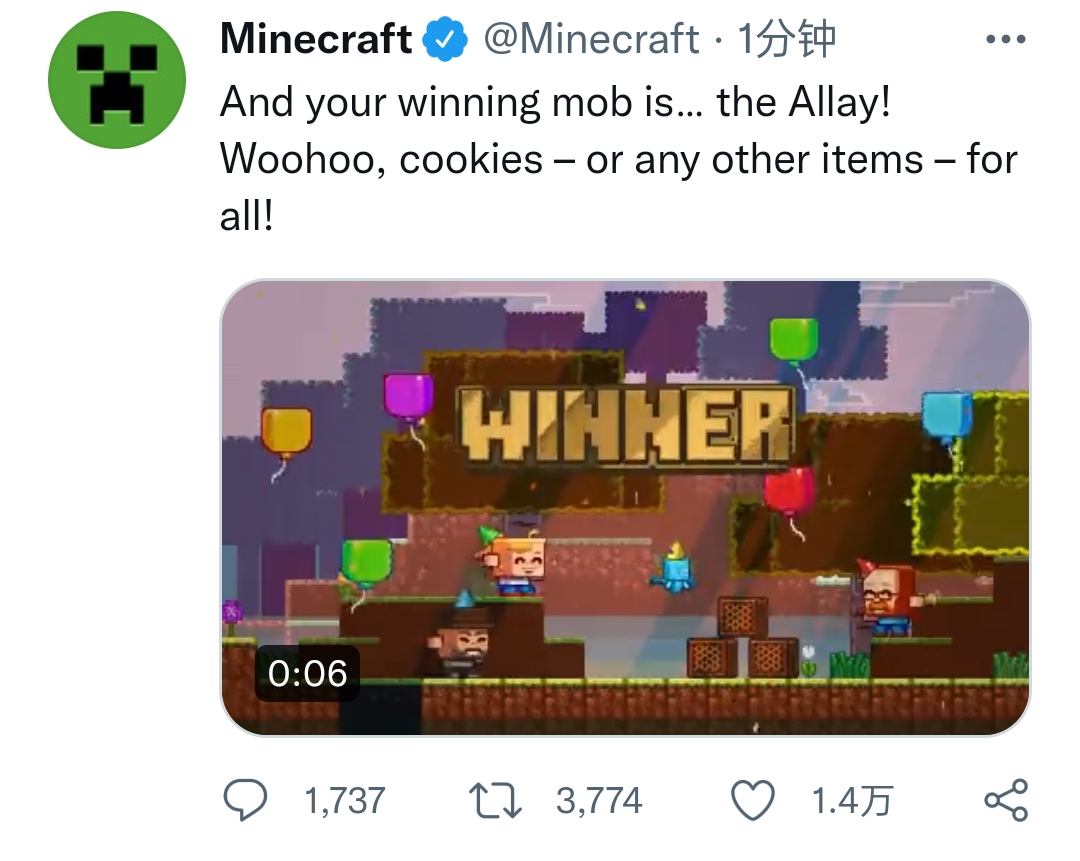 Minecraft @Minecraft · 1分钟
And your winning mob is... the Allay!
Woohoo, cookies – or any other items – for
all!
WINNER
0:06
1,737 3,774 1.4万